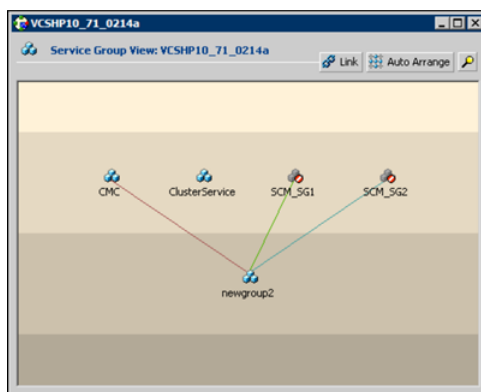 VCSHP10_71_0214a
Service Group View: VCSHP10_71_0214a
Link Auto Arrange
CMC ClusterService SCM_SG1 SCM_SG2
newgroup2